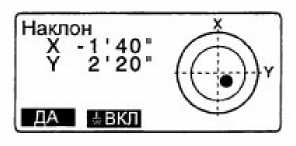 Наклон
X -1'40"
Y 2'20"
X
Y
ДА ВКЛ